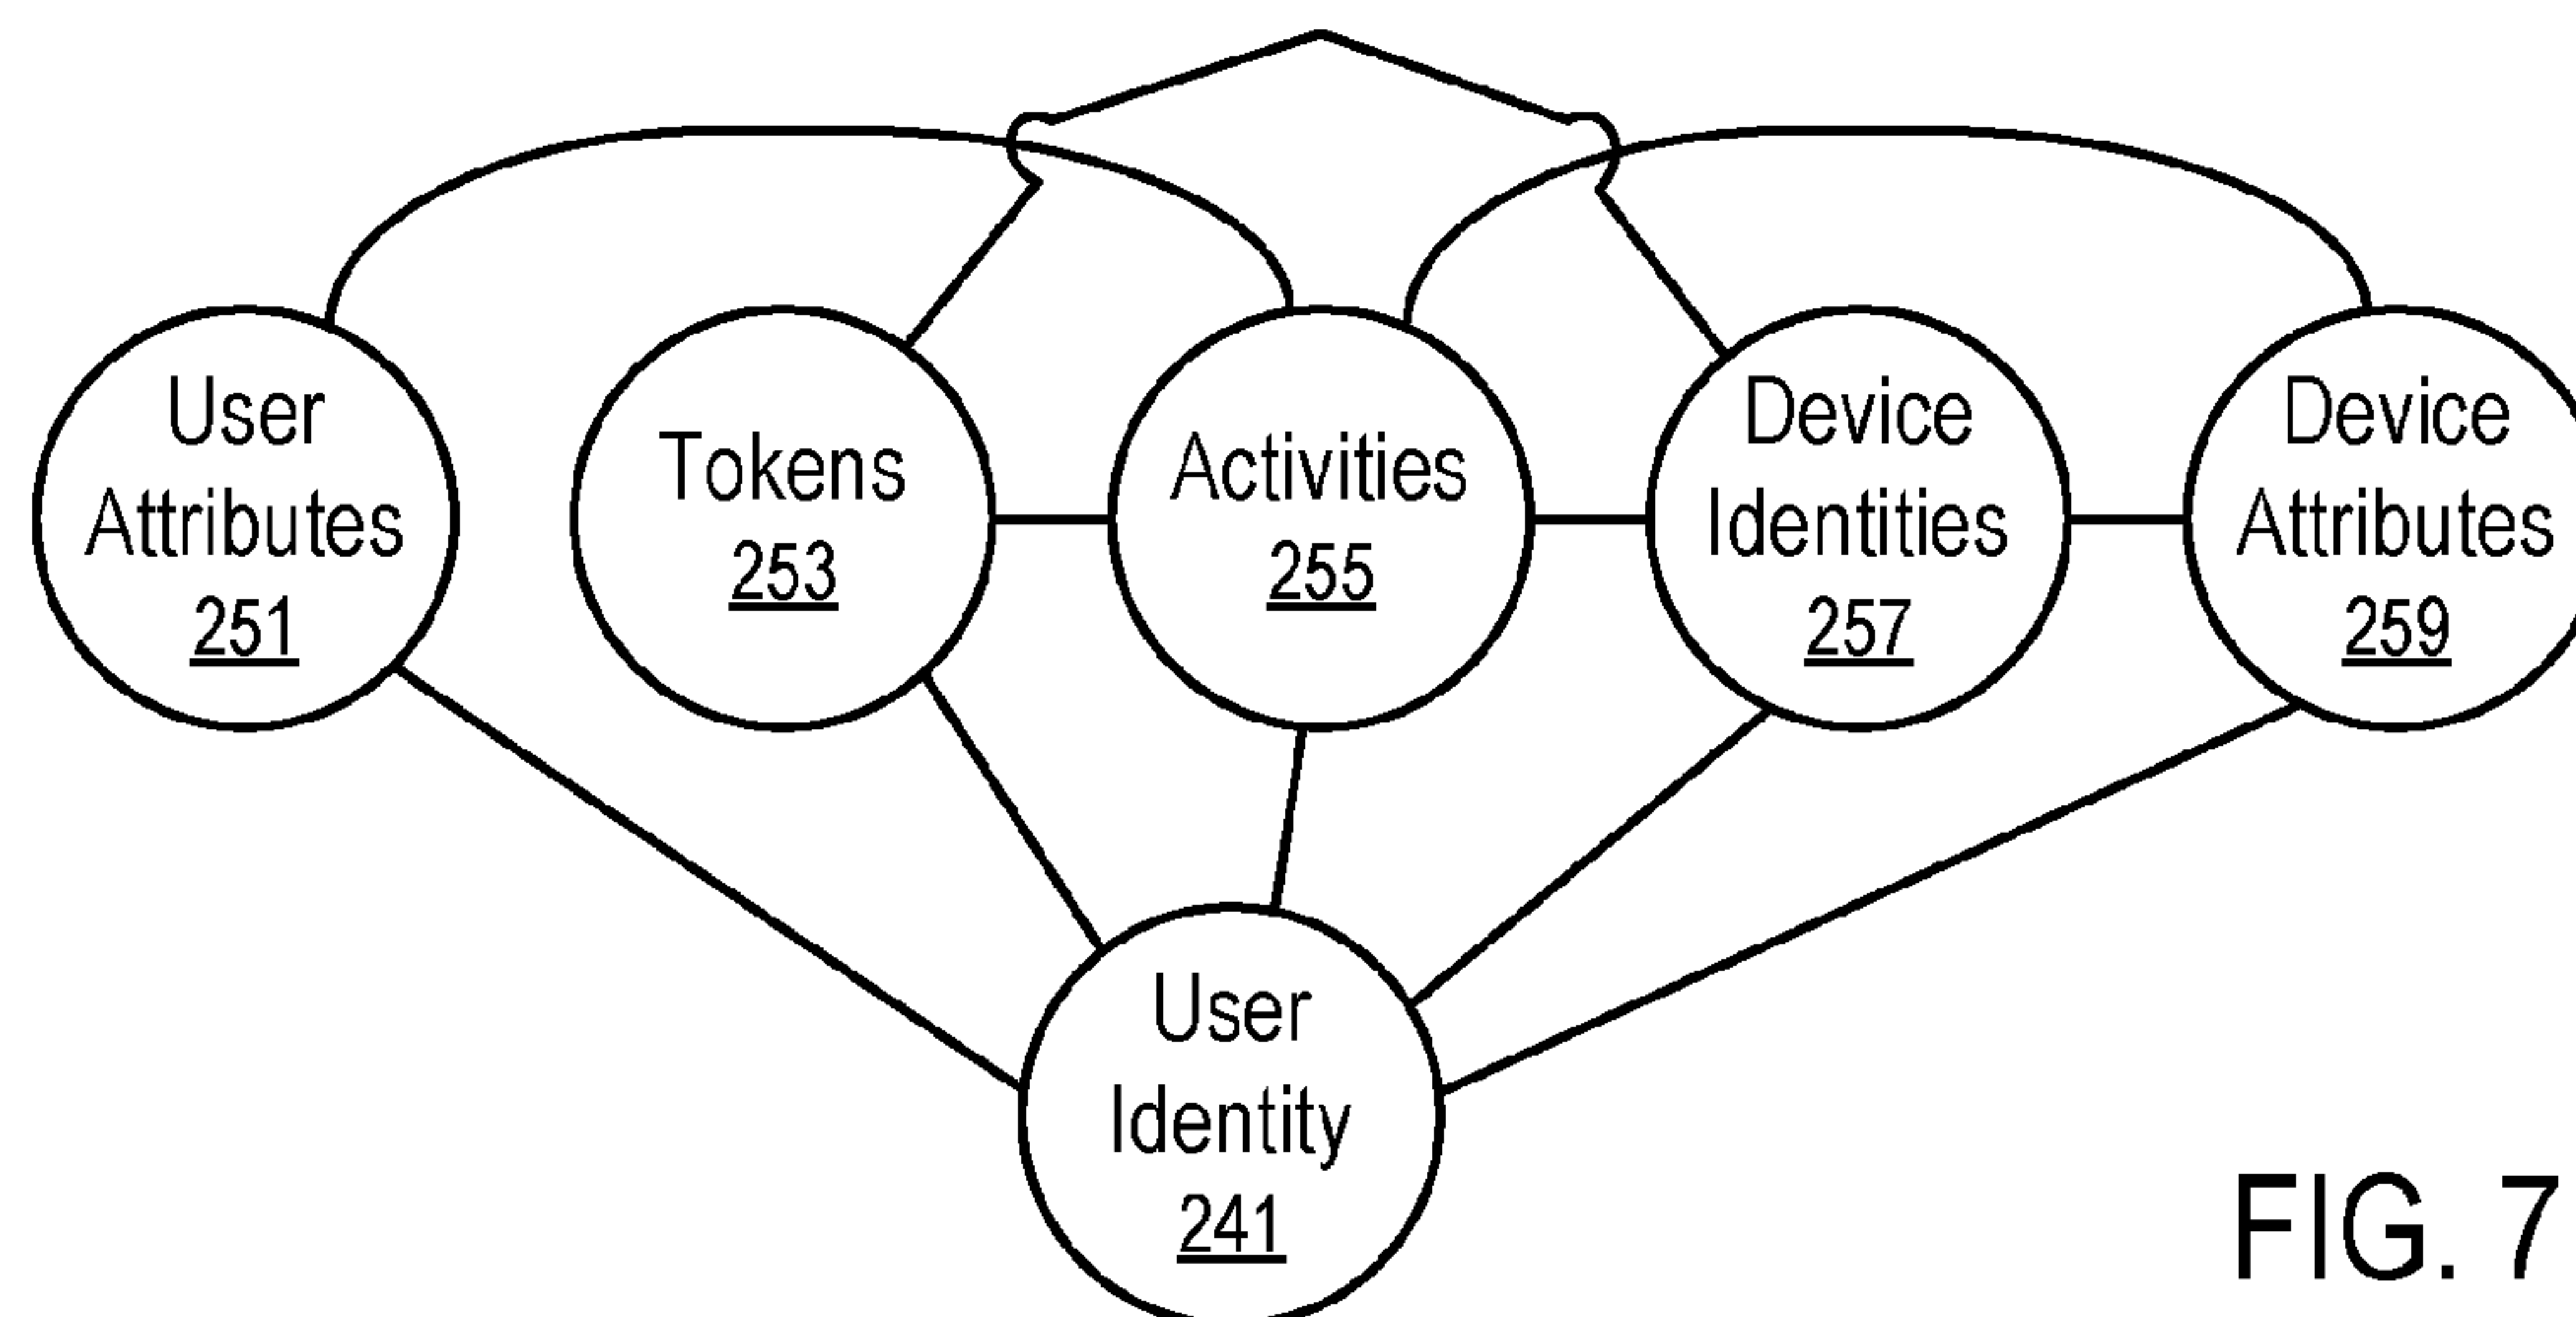 User
Attributes
251
Tokens
253
Activities
255
Device
Identities
257
Device
Attributes
259
User
Identity
241
FIG. 7